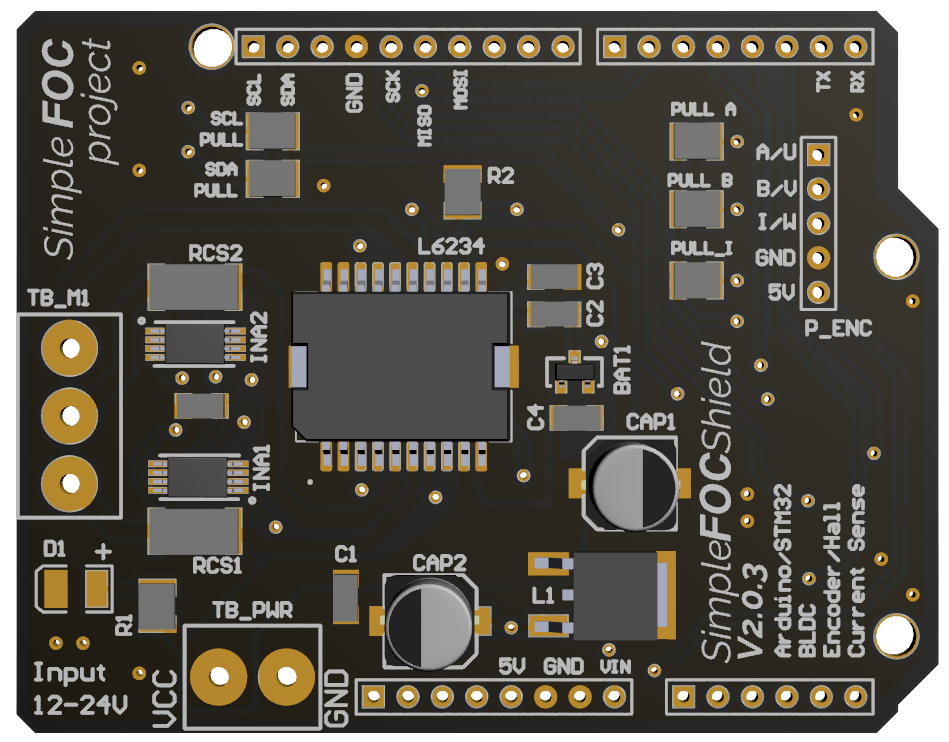 Simple FOC
project
SCL
SDA
GND
SCK
MISO
MOSI
TX
RX
SCL
PULL
SDA
PULL
R2
PULL A
PULL B
PULL_I
A/U
B/V
I/W
GND
5V
P_ENC
RCS2
L6234
C3
C2
TB_M1
INA2
BAT1
C4
CAP1
INA1
RCS1
D1
+
R1
C1
CAP2
L1
TB_PWR
Input
12-24V
VCC
GND
5V
GND
VIN
SimpleFOCShield
V2.0.3
Arduino/STM32
BLDC
Encoder/Hall
Current Sense